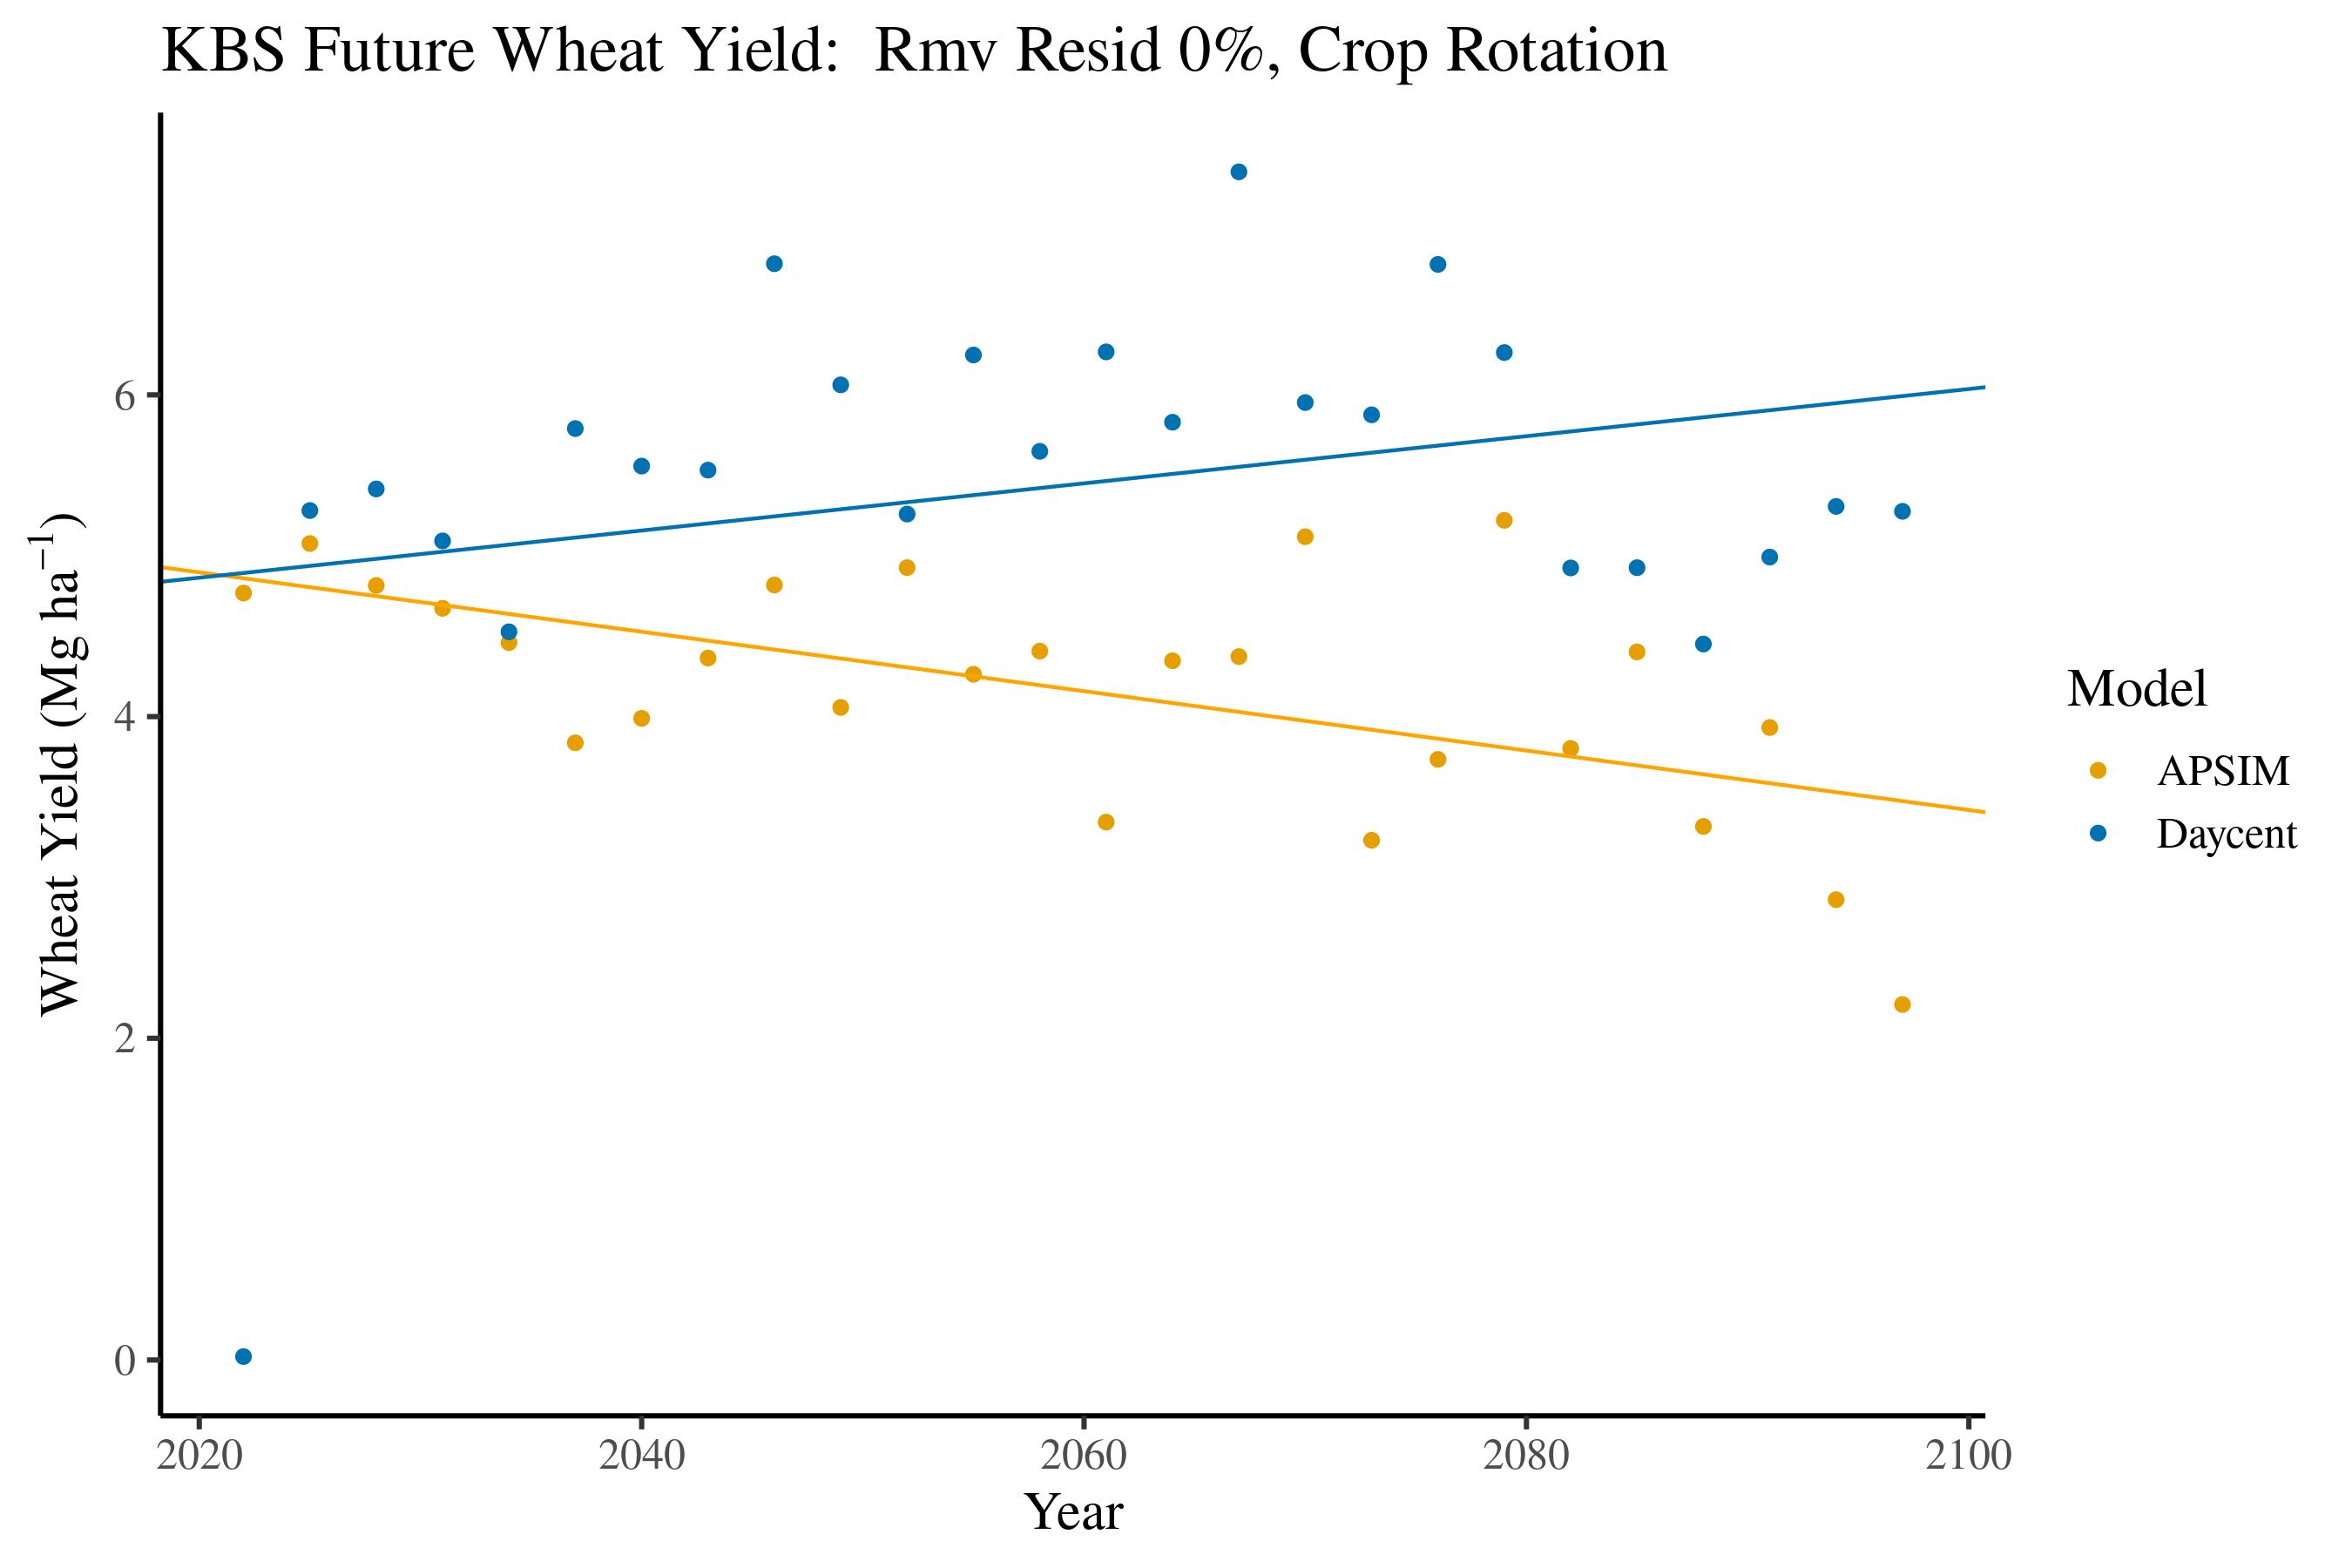 KBS Future Wheat Yield:  Rmv Resid 0%, Crop Rotation
Wheat Yield (Mg ha⁻¹)
6
4
2
0
2020 2040 2060 2080 2100
Year
Model
APSIM
Daycent